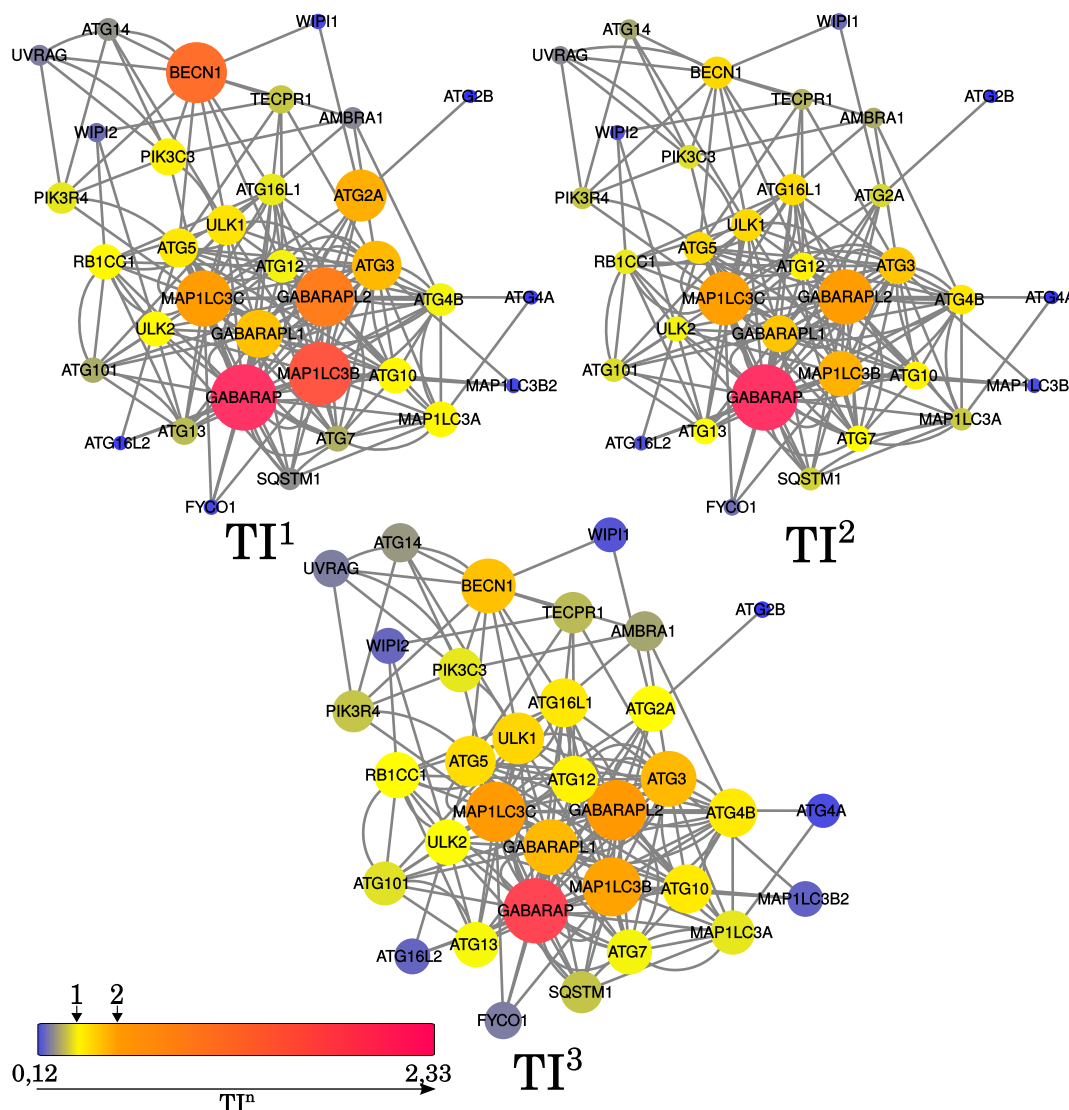 WIPI1
ATG14
UVRAG
BECN1
ATG2B
TECPR1
AMBRA1
WIPI2
PIK3C3
PIK3R4
ATG16L1
ATG2A
ULK1
ATG5
RB1CC1
ATG12
ATG3
MAP1LC3C
GABARAPL2
ATG4B
ATG4A
ULK2
GABARAPL1
ATG101
MAP1LC3B
ATG10
MAP1LC3B2
GABARAP
MAP1LC3A
ATG13
ATG7
ATG16L2
SQSTM1
FYCO1
TI1
WIPI1
ATG14
UVRAG
BECN1
ATG2B
TECPR1
AMBRA1
WIPI2
PIK3C3
PIK3R4
ATG16L1
ATG2A
ULK1
ATG5
RB1CC1
ATG12
ATG3
MAP1LC3C
GABARAPL2
ATG4B
ATG4A
ULK2
GABARAPL1
ATG101
MAP1LC3B
ATG10
MAP1LC3B
GABARAP
MAP1LC3A
ATG13
ATG7
ATG16L2
SQSTM1
FYCO1
TI2
WIPI1
ATG14
UVRAG
BECN1
ATG2B
TECPR1
AMBRA1
WIPI2
PIK3C3
PIK3R4
ATG16L1
ATG2A
ULK1
ATG5
RB1CC1
ATG12
ATG3
MAP1LC3C
GABARAPL2
ATG4B
ATG4A
ULK2
GABARAPL1
ATG101
MAP1LC3B
ATG10
MAP1LC3B2
GABARAP
MAP1LC3A
ATG13
ATG7
ATG16L2
SQSTM1
FYCO1
TI3
1 2
0,12 2,33
TIn